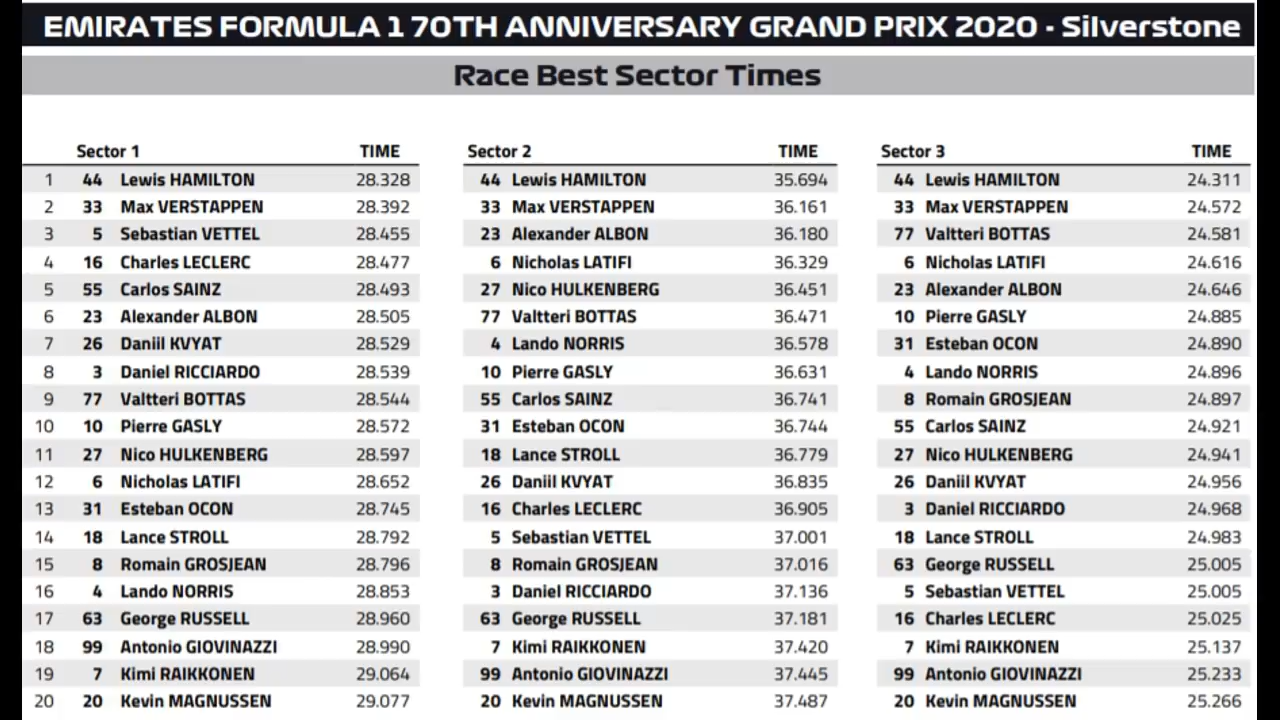 EMIRATES FORMULA 1 70TH ANNIVERSARY GRAND PRIX 2020 - Silverstone
Race Best Sector Times
Sector 1 TIME Sector 2 TIME Sector 3 TIME
1 44 Lewis HAMILTON 28.328 44 Lewis HAMILTON 35.694 44 Lewis HAMILTON 24.311
2 33 Max VERSTAPPEN 28.392 33 Max VERSTAPPEN 36.161 33 Max VERSTAPPEN 24.572
3 5 Sebastian VETTEL 28.455 23 Alexander ALBON 36.180 77 Valtteri BOTTAS 24.581
4 16 Charles LECLERC 28.477 6 Nicholas LATIFI 36.329 6 Nicholas LATIFI 24.616
5 55 Carlos SAINZ 28.493 27 Nico HULKENBERG 36.451 23 Alexander ALBON 24.646
6 23 Alexander ALBON 28.505 77 Valtteri BOTTAS 36.471 10 Pierre GASLY 24.885
7 26 Daniil KVYAT 28.529 4 Lando NORRIS 36.578 31 Esteban OCON 24.890
8 3 Daniel RICCIARDO 28.539 10 Pierre GASLY 36.631 4 Lando NORRIS 24.896
9 77 Valtteri BOTTAS 28.544 55 Carlos SAINZ 36.741 8 Romain GROSJEAN 24.897
10 10 Pierre GASLY 28.572 31 Esteban OCON 36.744 55 Carlos SAINZ 24.921
11 27 Nico HULKENBERG 28.597 18 Lance STROLL 36.779 27 Nico HULKENBERG 24.941
12 6 Nicholas LATIFI 28.652 26 Daniil KVYAT 36.835 26 Daniil KVYAT 24.956
13 31 Esteban OCON 28.745 16 Charles LECLERC 36.905 3 Daniel RICCIARDO 24.968
14 18 Lance STROLL 28.792 5 Sebastian VETTEL 37.001 18 Lance STROLL 24.983
15 8 Romain GROSJEAN 28.796 8 Romain GROSJEAN 37.016 63 George RUSSELL 25.005
16 4 Lando NORRIS 28.853 3 Daniel RICCIARDO 37.136 5 Sebastian VETTEL 25.005
17 63 George RUSSELL 28.960 63 George RUSSELL 37.181 16 Charles LECLERC 25.025
18 99 Antonio GIOVINAZZI 28.990 7 Kimi RAIKKONEN 37.420 7 Kimi RAIKKONEN 25.137
19 7 Kimi RAIKKONEN 29.064 99 Antonio GIOVINAZZI 37.445 99 Antonio GIOVINAZZI 25.233
20 20 Kevin MAGNUSSEN 29.077 20 Kevin MAGNUSSEN 37.487 20 Kevin MAGNUSSEN 25.266